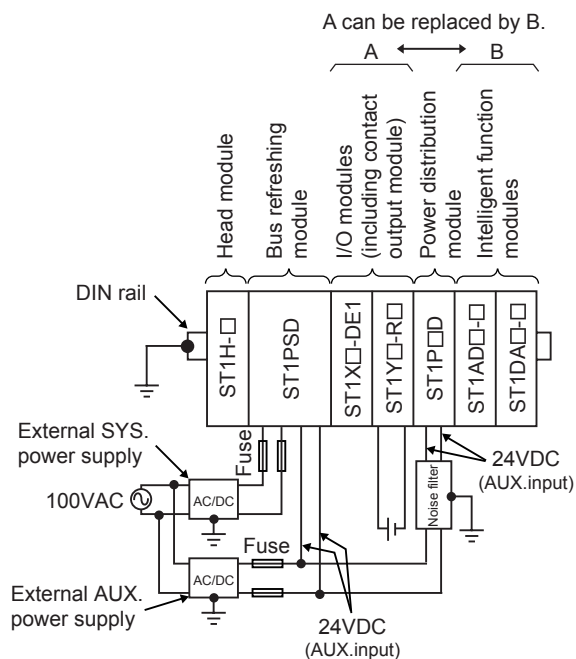 A can be replaced by B.
A
B
Head module
Bus refreshing
module
I/O modules
(including contact
output module)
Power distribution
module
Intelligent function
modules
DIN rail
ST1H-□
ST1PSD
ST1X□-DE1
ST1Y□-R□
ST1P□D
ST1AD□-□
ST1DA□-□
External SYS.
power supply
Fuse
24VDC
(AUX.input)
100VAC
AC/DC
Noise filter
Fuse
AC/DC
External AUX.
power supply
24VDC
(AUX.input)